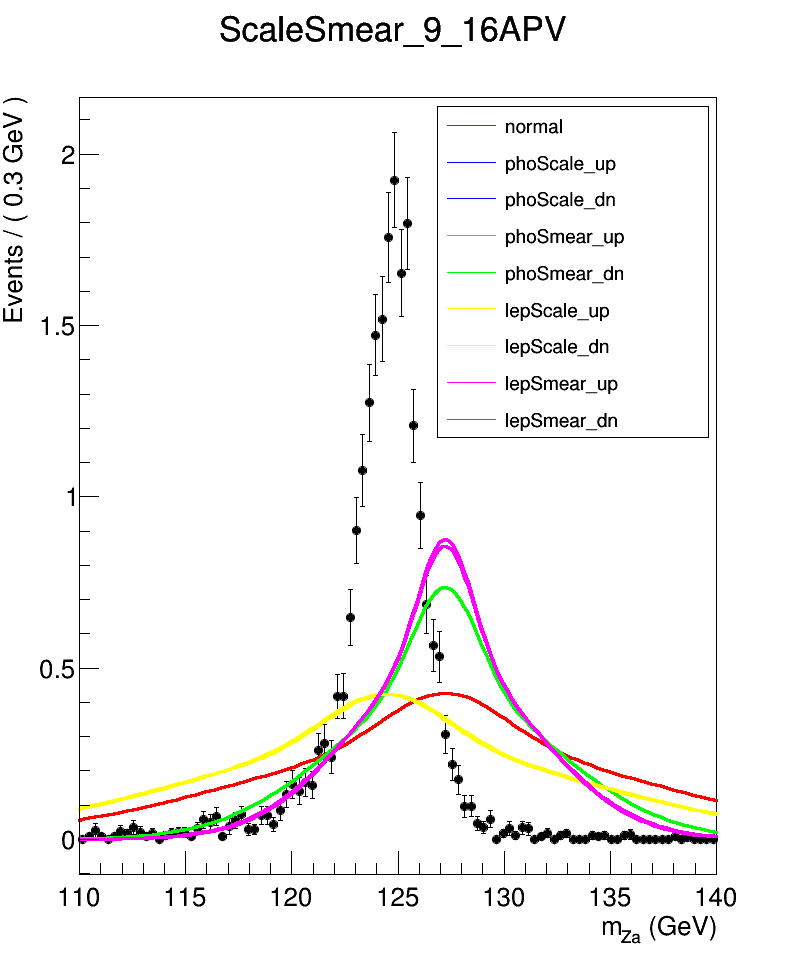 ScaleSmear_9_16APV
Events / ( 0.3 GeV )
2
1.5
1
0.5
0
normal
phoScale_up
phoScale_dn
phoSmear_up
phoSmear_dn
lepScale_up
lepScale_dn
lepSmear_up
lepSmear_dn
110 115 120 125 130 135 140
m_Za (GeV)